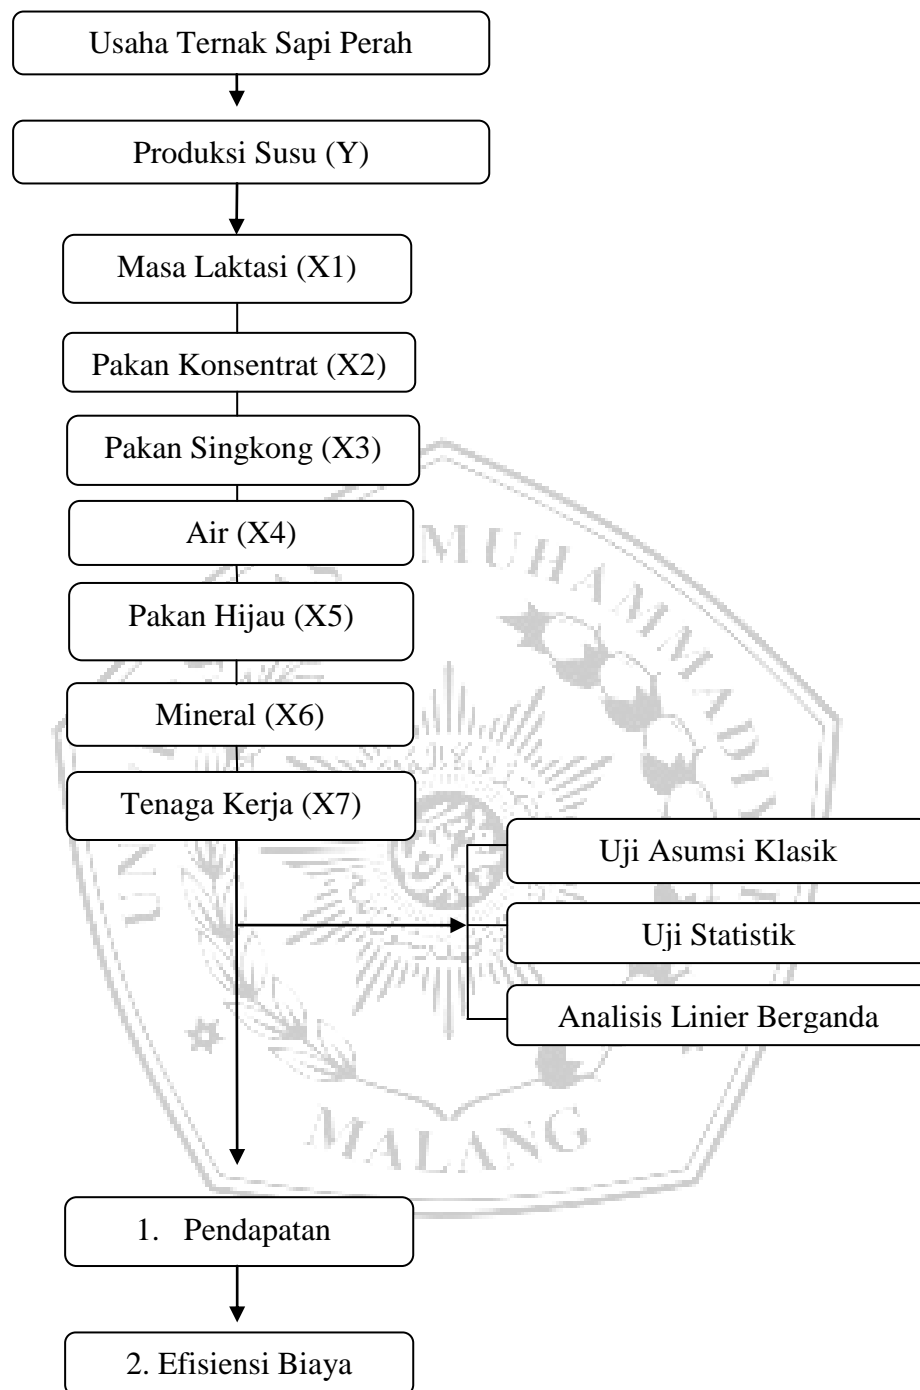 Usaha Ternak Sapi Perah
Produksi Susu (Y)
Masa Laktasi (X1)
Pakan Konsentrat (X2)
Pakan Singkong (X3)
Air (X4)
Pakan Hijau (X5)
Mineral (X6)
Tenaga Kerja (X7)
Uji Asumsi Klasik
Uji Statistik
Analisis Linier Berganda
1. Pendapatan
2. Efisiensi Biaya
MUHAMMADI
MALANG